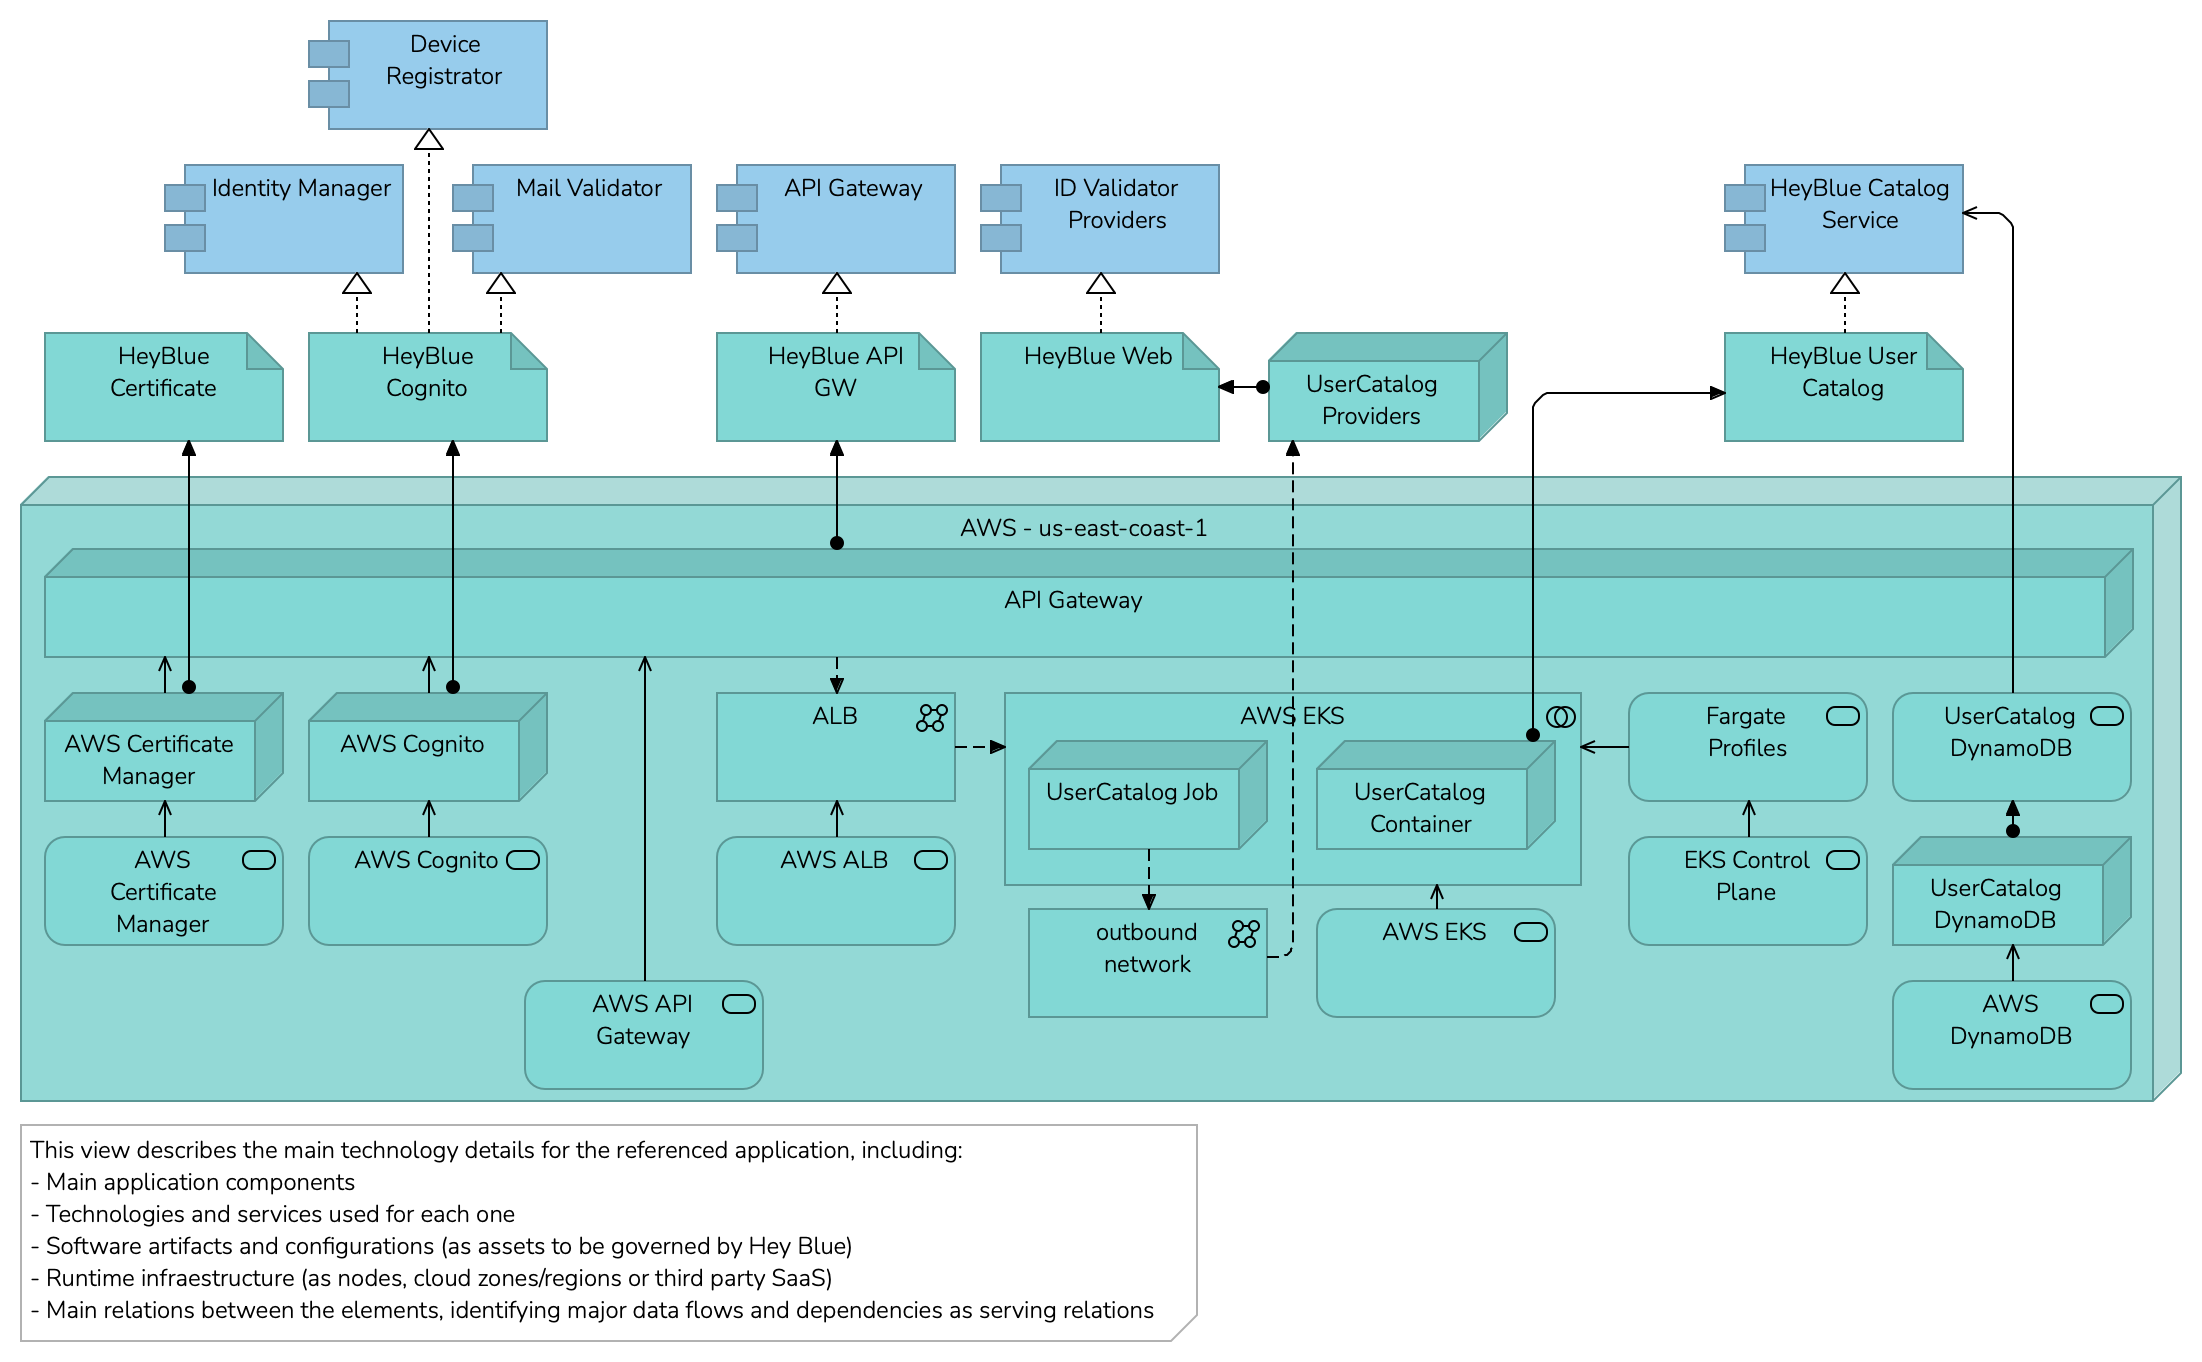 Device
Registrator
Identity Manager
Mail Validator
API Gateway
ID Validator
Providers
HeyBlue Catalog
Service
HeyBlue
Certificate
HeyBlue
Cognito
HeyBlue API
GW
HeyBlue Web
UserCatalog
Providers
HeyBlue User
Catalog
AWS - us-east-coast-1
API Gateway
AWS Certificate
Manager
AWS Cognito
ALB
AWS EKS
UserCatalog Job
UserCatalog
Container
Fargate
Profiles
UserCatalog
DynamoDB
AWS
Certificate
Manager
AWS Cognito
AWS ALB
outbound
network
AWS EKS
EKS Control
Plane
UserCatalog
DynamoDB
AWS API
Gateway
AWS
DynamoDB
This view describes the main technology details for the referenced application, including:
- Main application components
- Technologies and services used for each one
- Software artifacts and configurations (as assets to be governed by Hey Blue)
- Runtime infraestructure (as nodes, cloud zones/regions or third party SaaS)
- Main relations between the elements, identifying major data flows and dependencies as serving relations